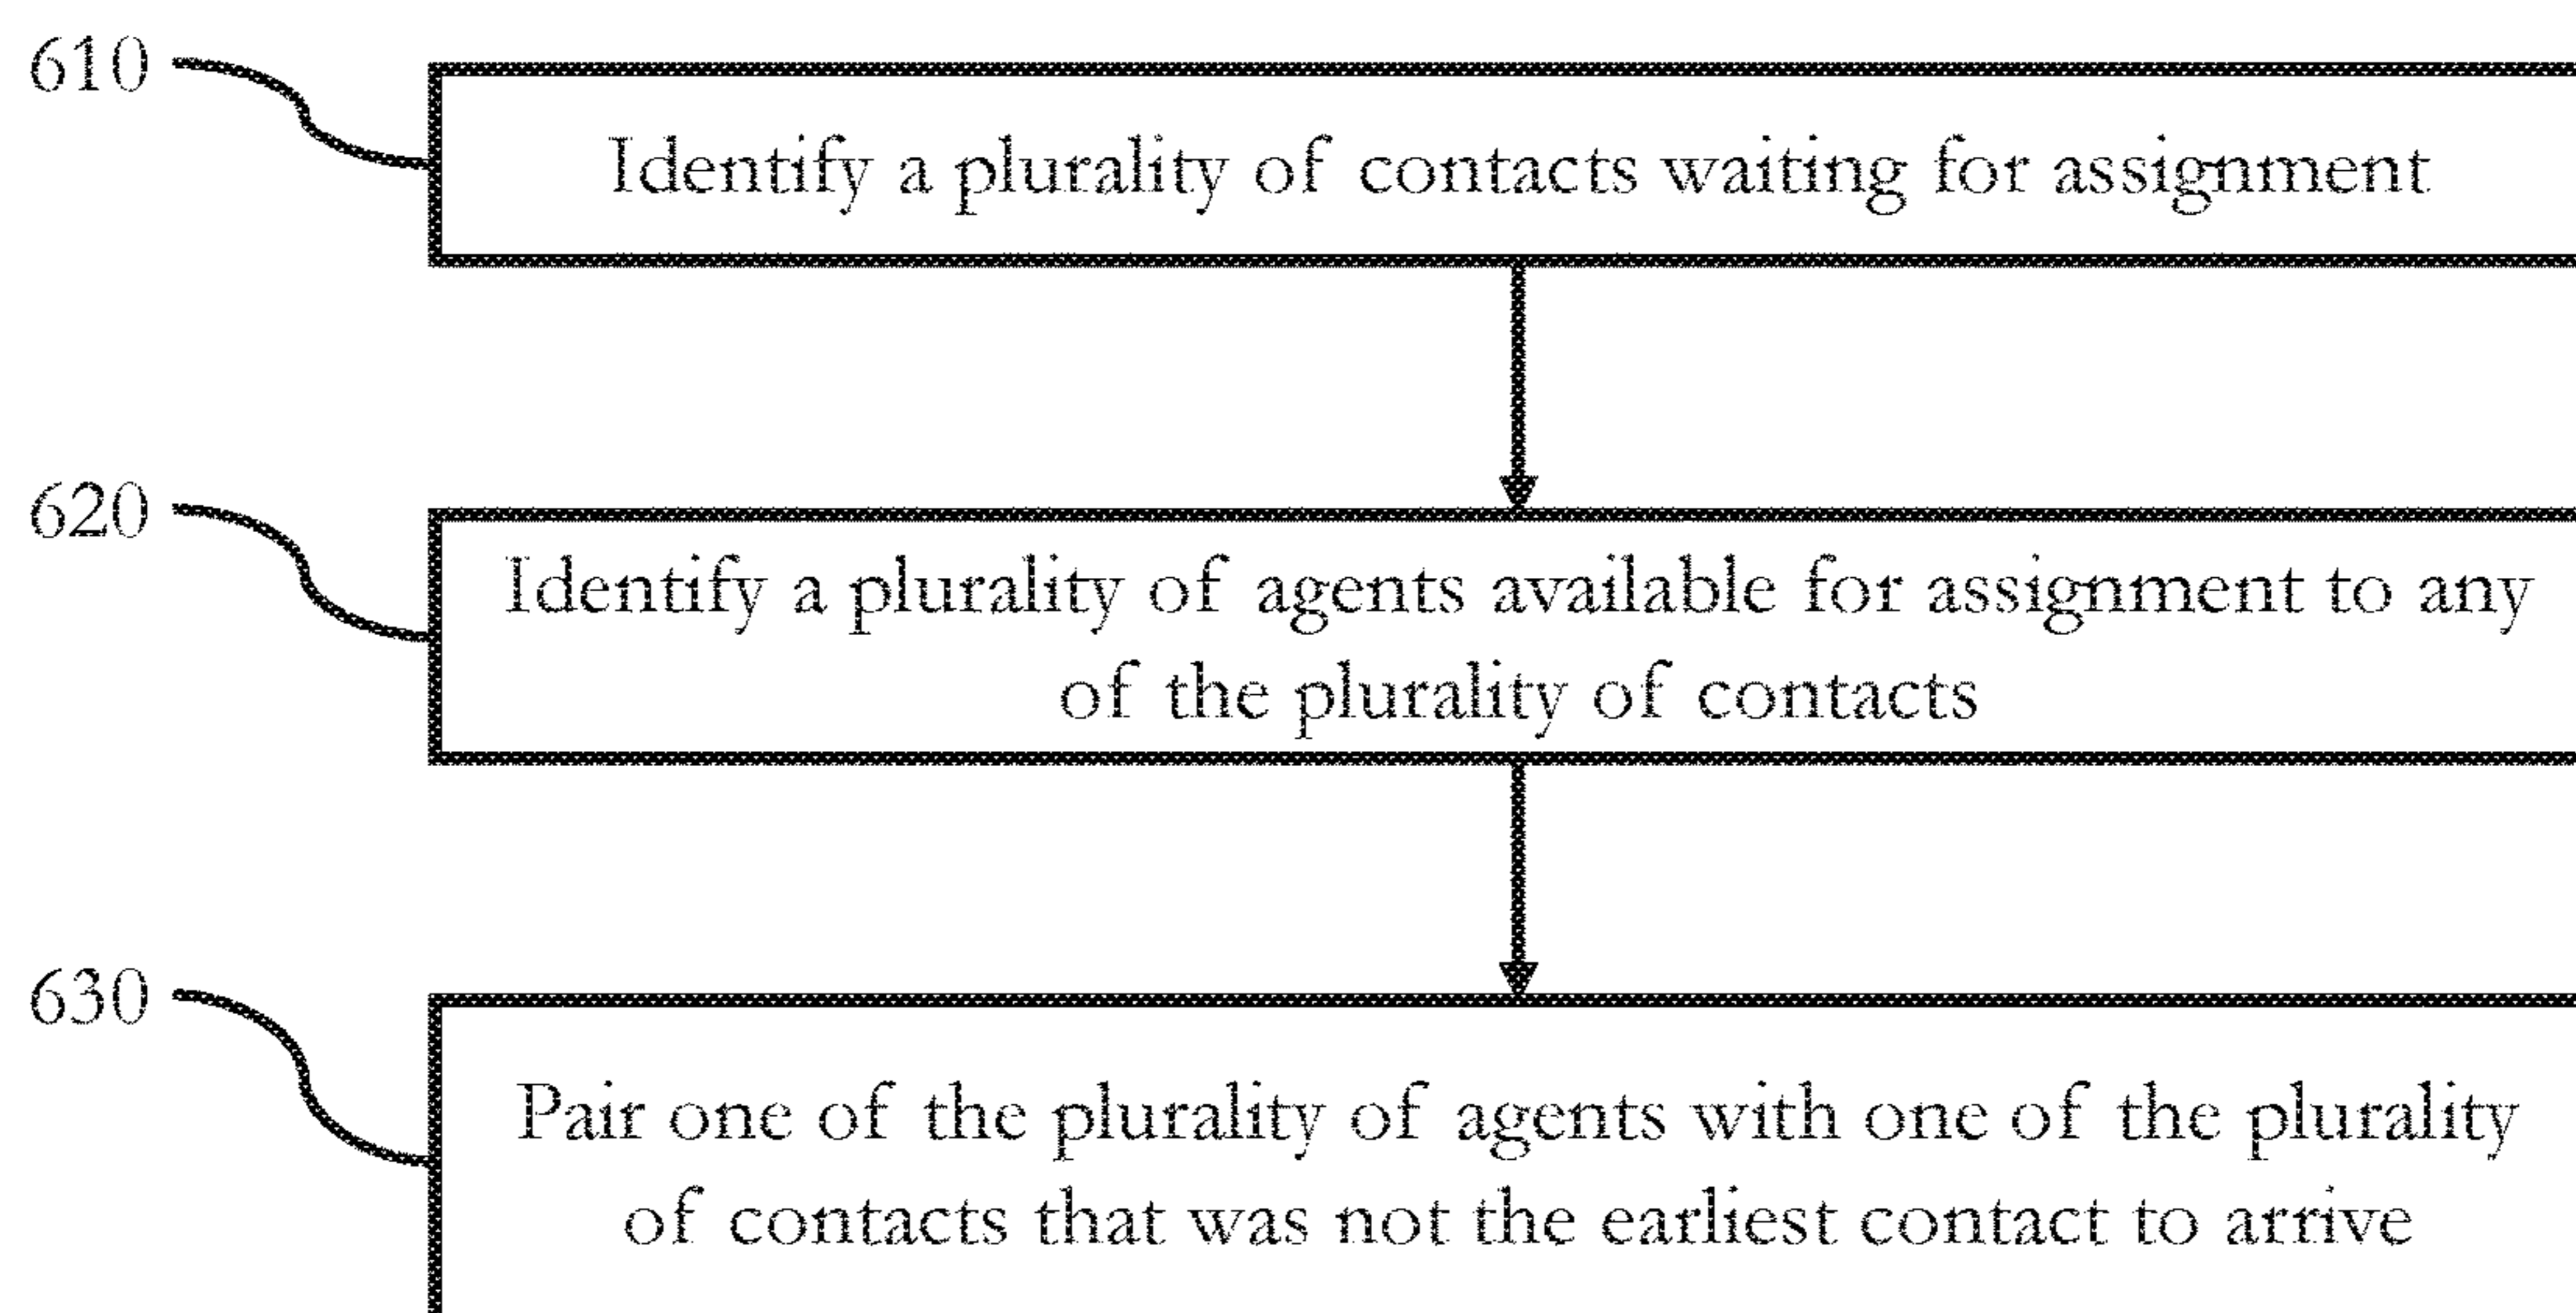 610
Identify a plurality of contacts waiting for assignment
620
Identify a plurality of agents available for assignment to any
of the plurality of contacts
630
Pair one of the plurality of agents with one of the plurality
of contacts that was not the earliest contact to arrive